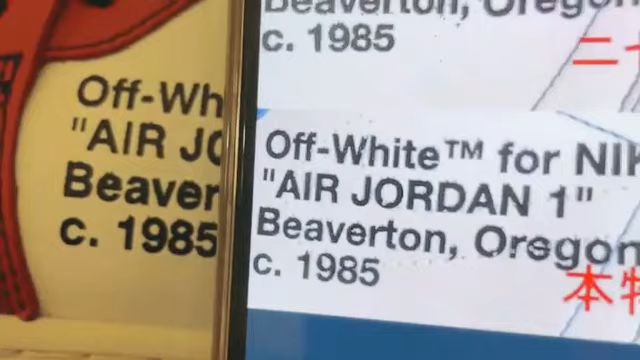 Off-Wh
"AIR JO
Beaver
c. 1985
Beaverton, Oregon
c. 1985
二
Off-White™ for NIK
"AIR JORDAN 1"
Beaverton, Oregon
c. 1985
本特